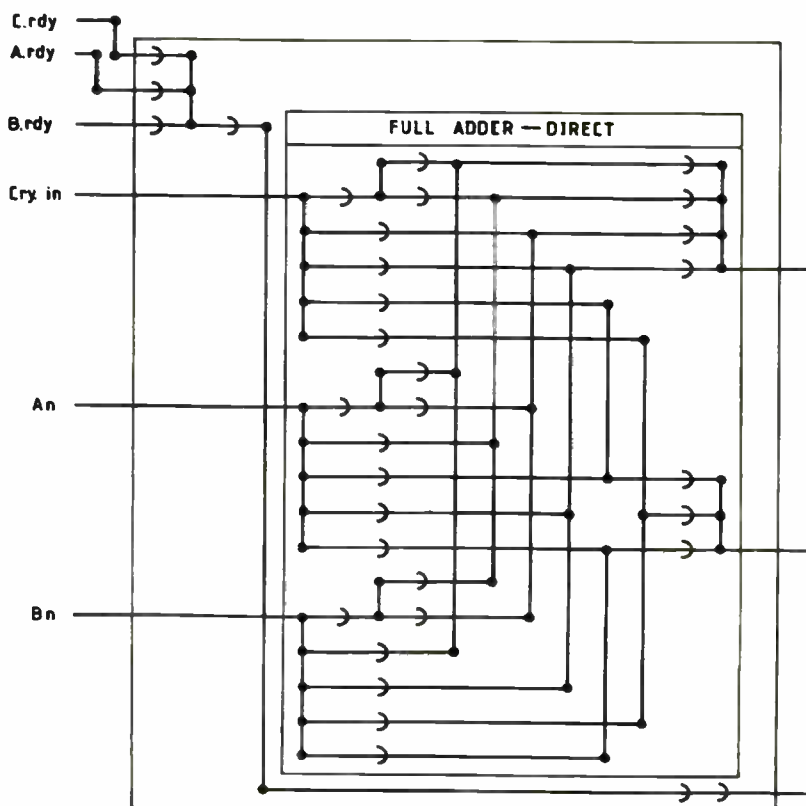 C.rdy
A.rdy
B.rdy
FULL ADDER — DIRECT
Cry. in
An
Bn